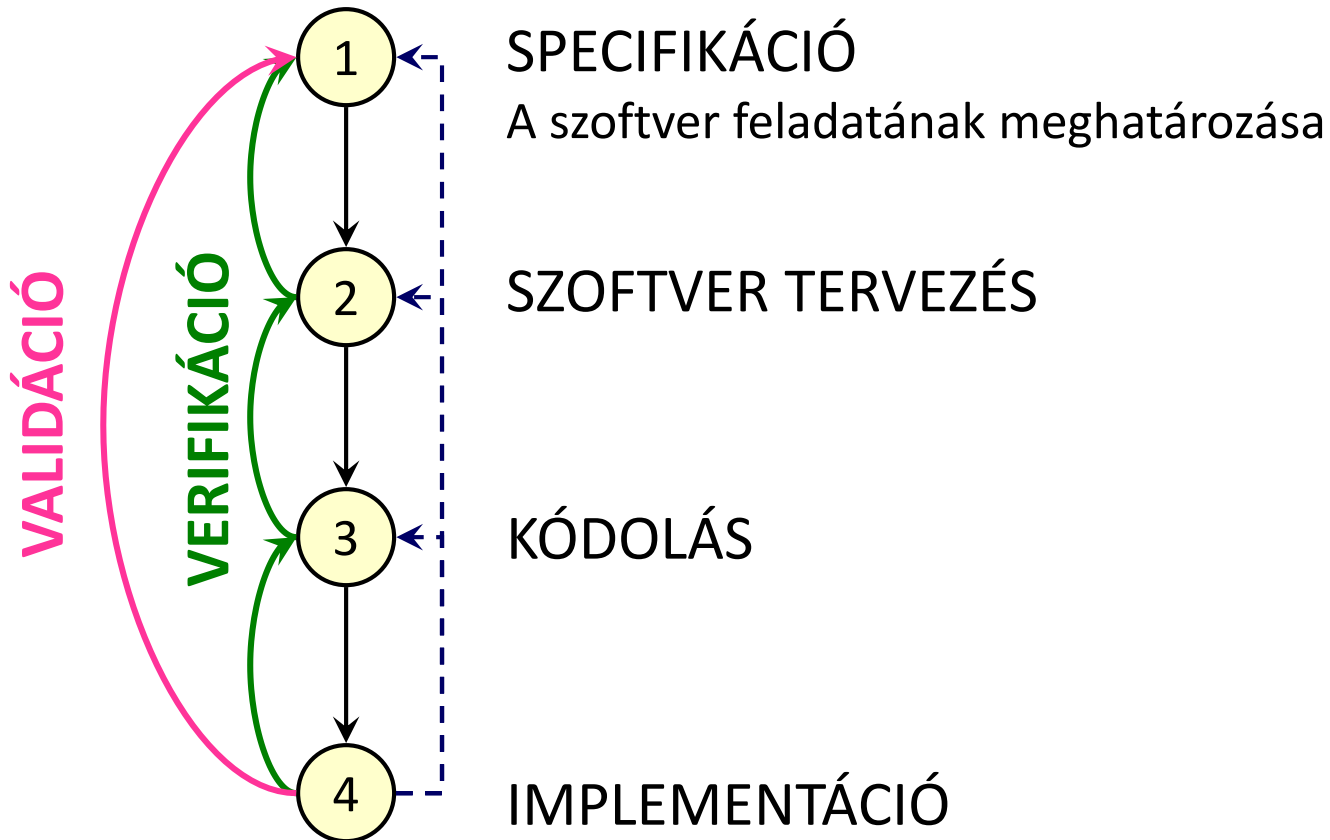 1
SPECIFIKÁCIÓ
A szoftver feladatának meghatározása
2
SZOFTVER TERVEZÉS
VALIDÁCIÓ
VERIFIKÁCIÓ
3
KÓDOLÁS
4
IMPLEMENTÁCIÓ